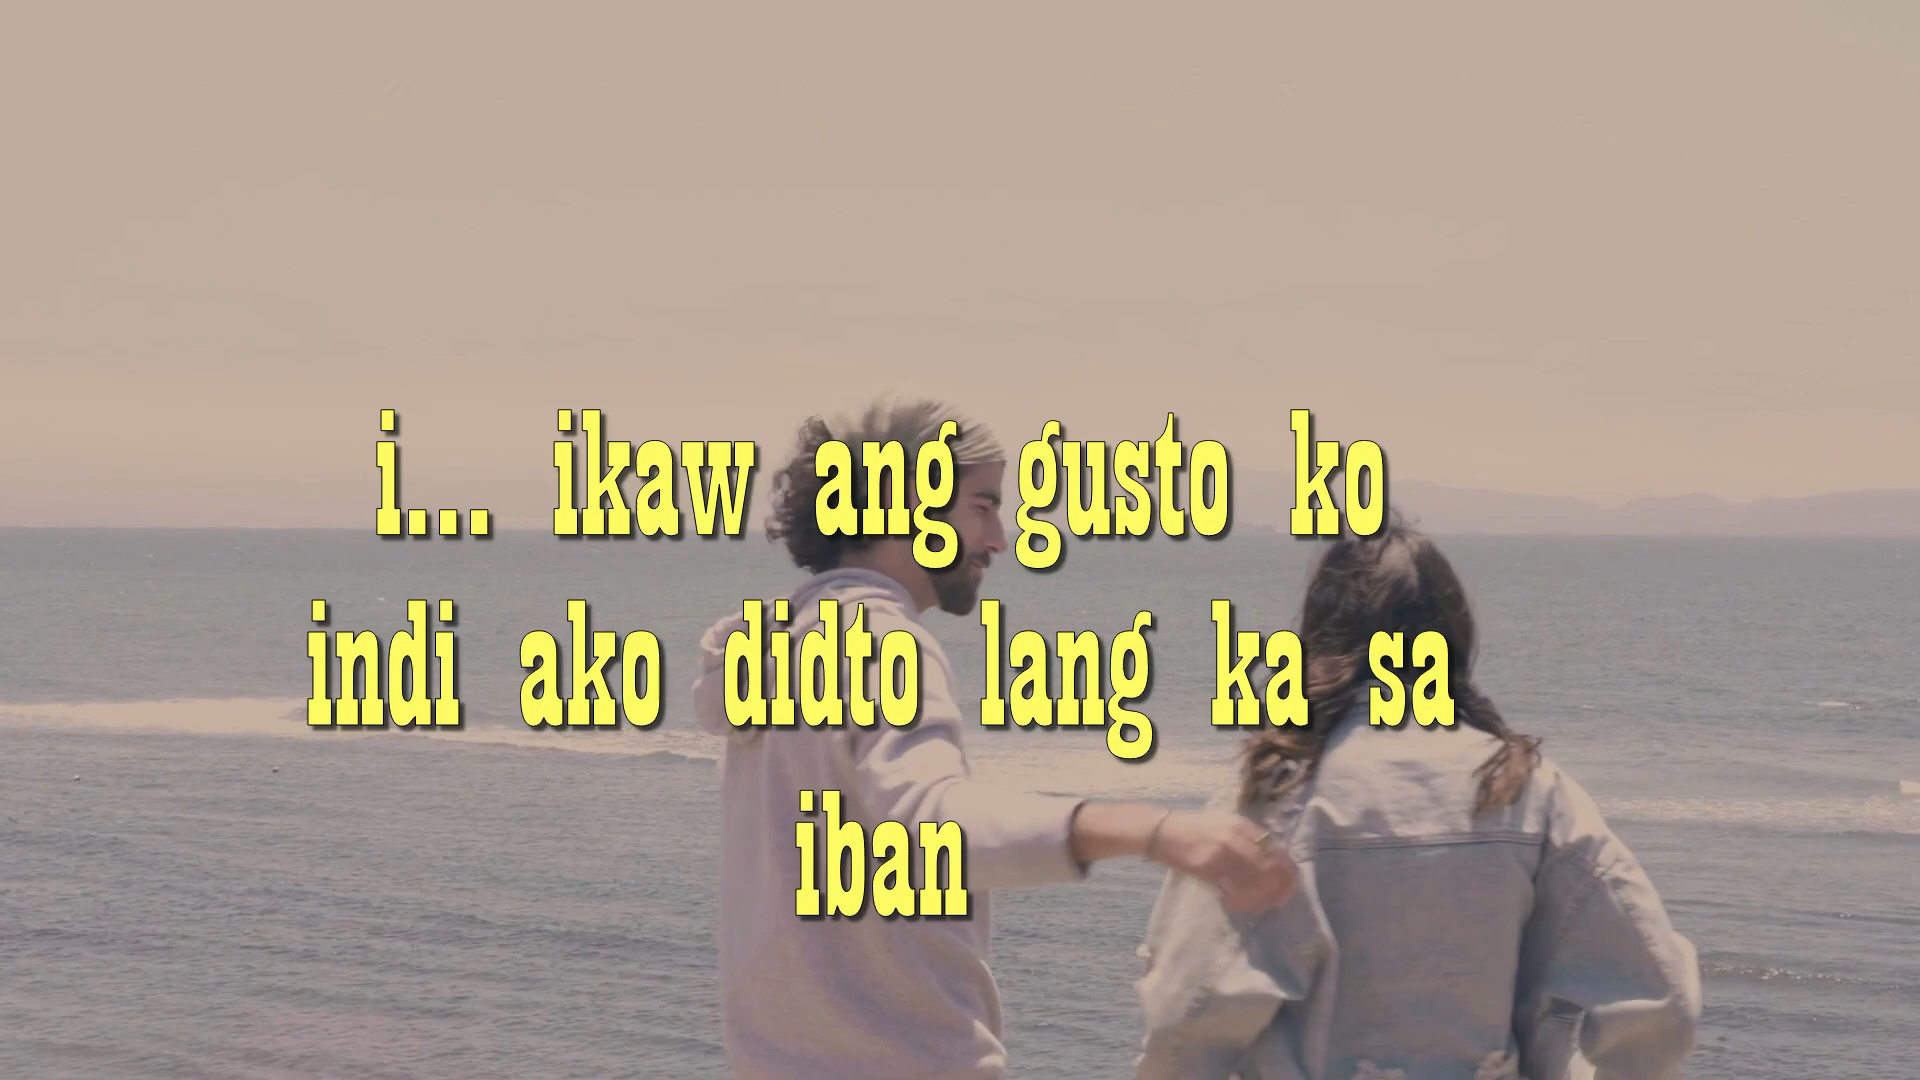 i... ikaw ang gusto ko
indi ako didto lang ka sa
iban